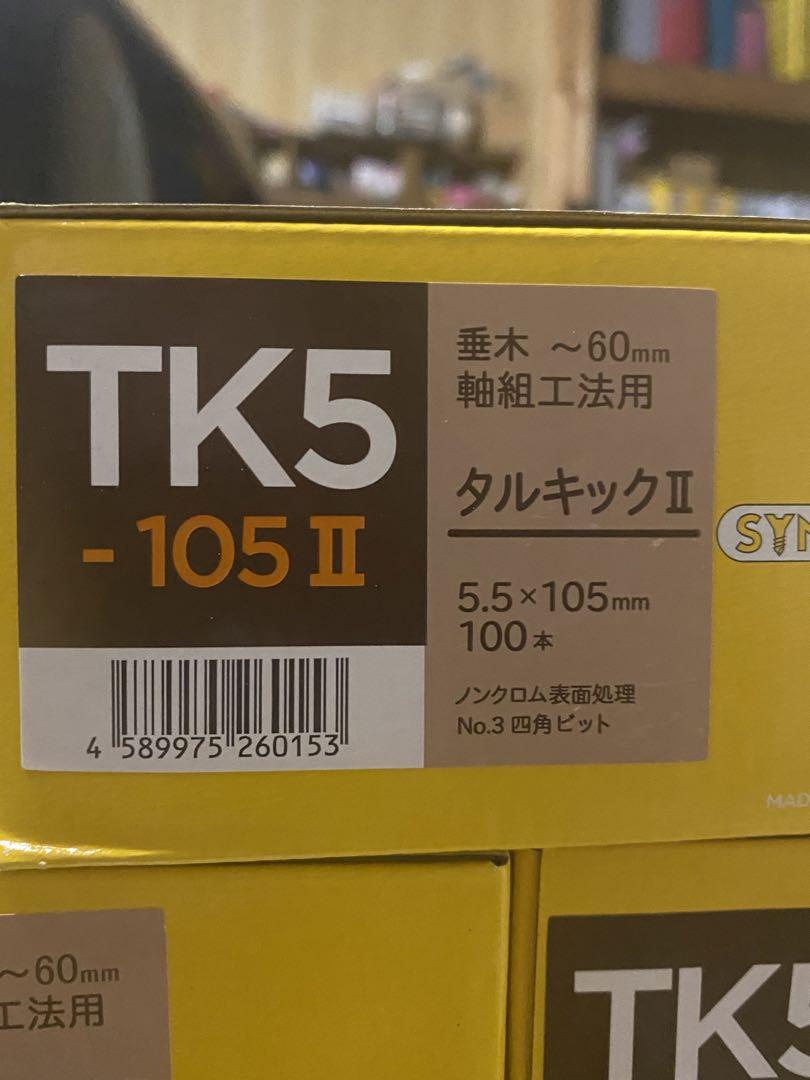 TK5
-105Ⅱ
4 589975 260153
垂木 ～60mm
軸組工法用
タルキックⅡ
5.5×105mm
100本
ノンクロム表面処理
No.3 四角ビット
SYN
MAD
～60mm
工法用
TK5